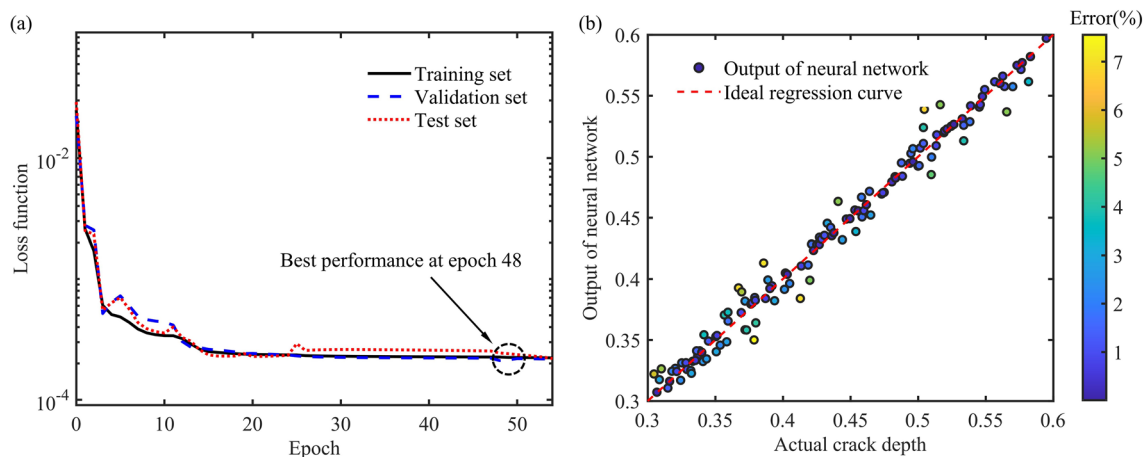 (a)
Loss function
10-2
10-4
0
10
20
30
40
50
Epoch
Training set
Validation set
Test set
Best performance at epoch 48
(b)
Output of neural network
0.6
0.55
0.5
0.45
0.4
0.35
0.3
0.3
0.35
0.4
0.45
0.5
0.55
0.6
Actual crack depth
Output of neural network
Ideal regression curve
Error(%)
7
6
5
4
3
2
1